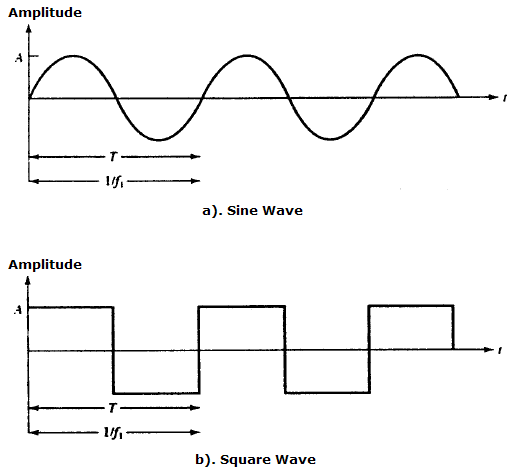 Amplitude
A
t
T
1/f₁
a). Sine Wave
Amplitude
A
t
T
1/f₁
b). Square Wave